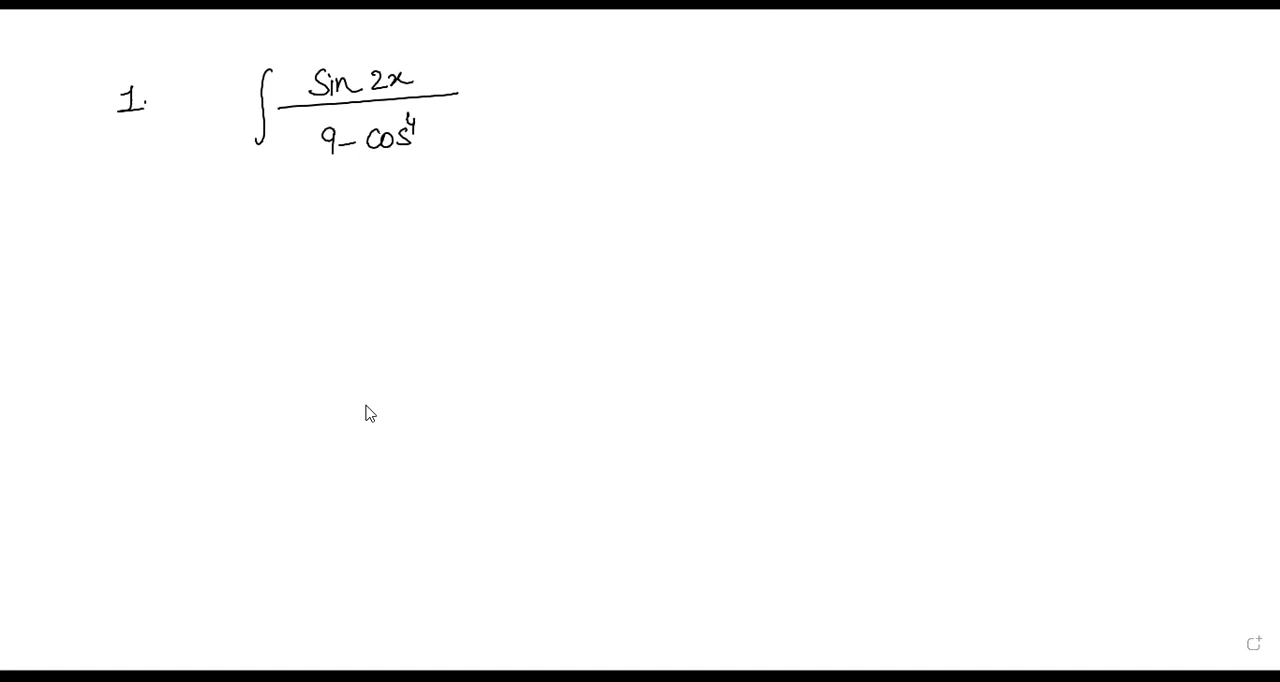 1. ∫ Sin 2x / 9 - cos⁴